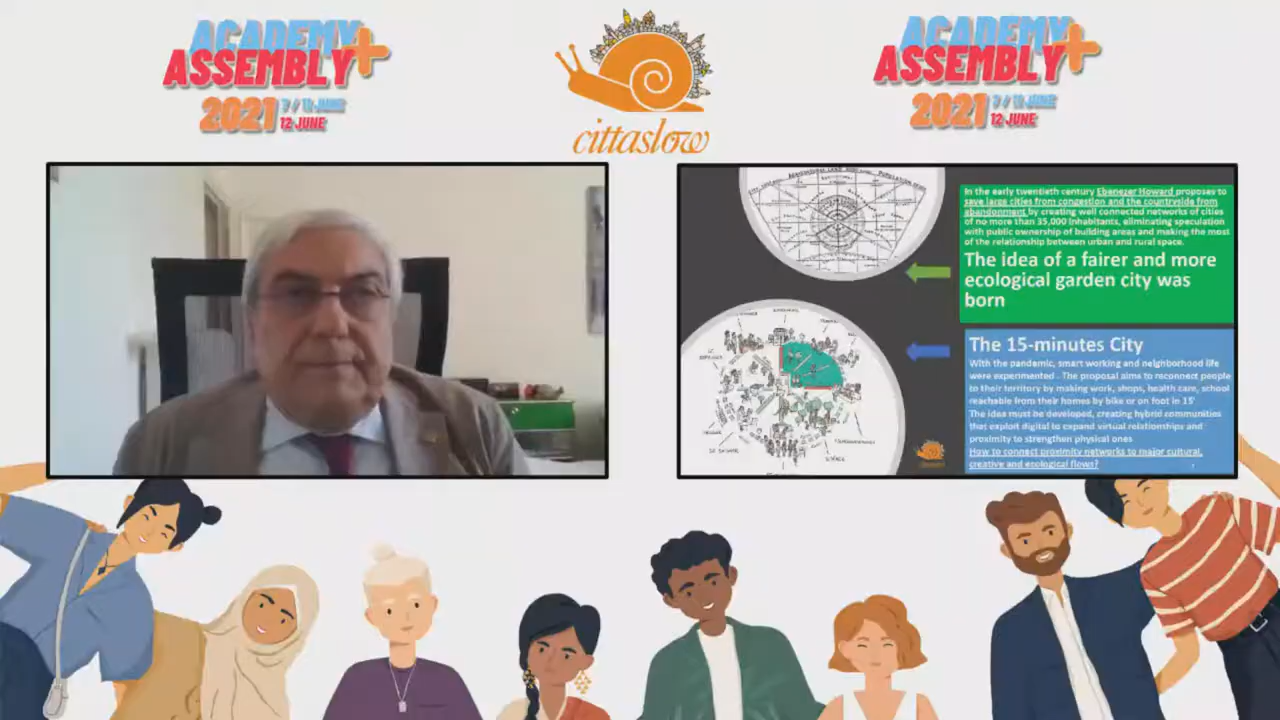 ACADEMY
ASSEMBLY+
2021 7 / 11 JUNE
12 JUNE
cittaslow
ACADEMY
ASSEMBLY+
2021 7 / 11 JUNE
12 JUNE
In the early twentieth century Ebenezer Howard proposes to
save large cities from congestion and the countryside from
abandonment by creating well connected networks of cities
of no more than 35,000 inhabitants, eliminating speculation
with public ownership of building areas and making the most
of the relationship between urban and rural space.
The idea of a fairer and more
ecological garden city was
born
The 15-minutes City
With the pandemic, smart working and neighborhood life
were experimented . The proposal aims to reconnect people
to their territory by making work, shops, health care, school
reachable from their homes by bike or on foot in 15'
The idea must be developed, creating hybrid communities
that exploit digital to expand virtual relationships and
proximity to strengthen physical ones
How to connect proximity networks to major cultural,
creative and ecological flows?